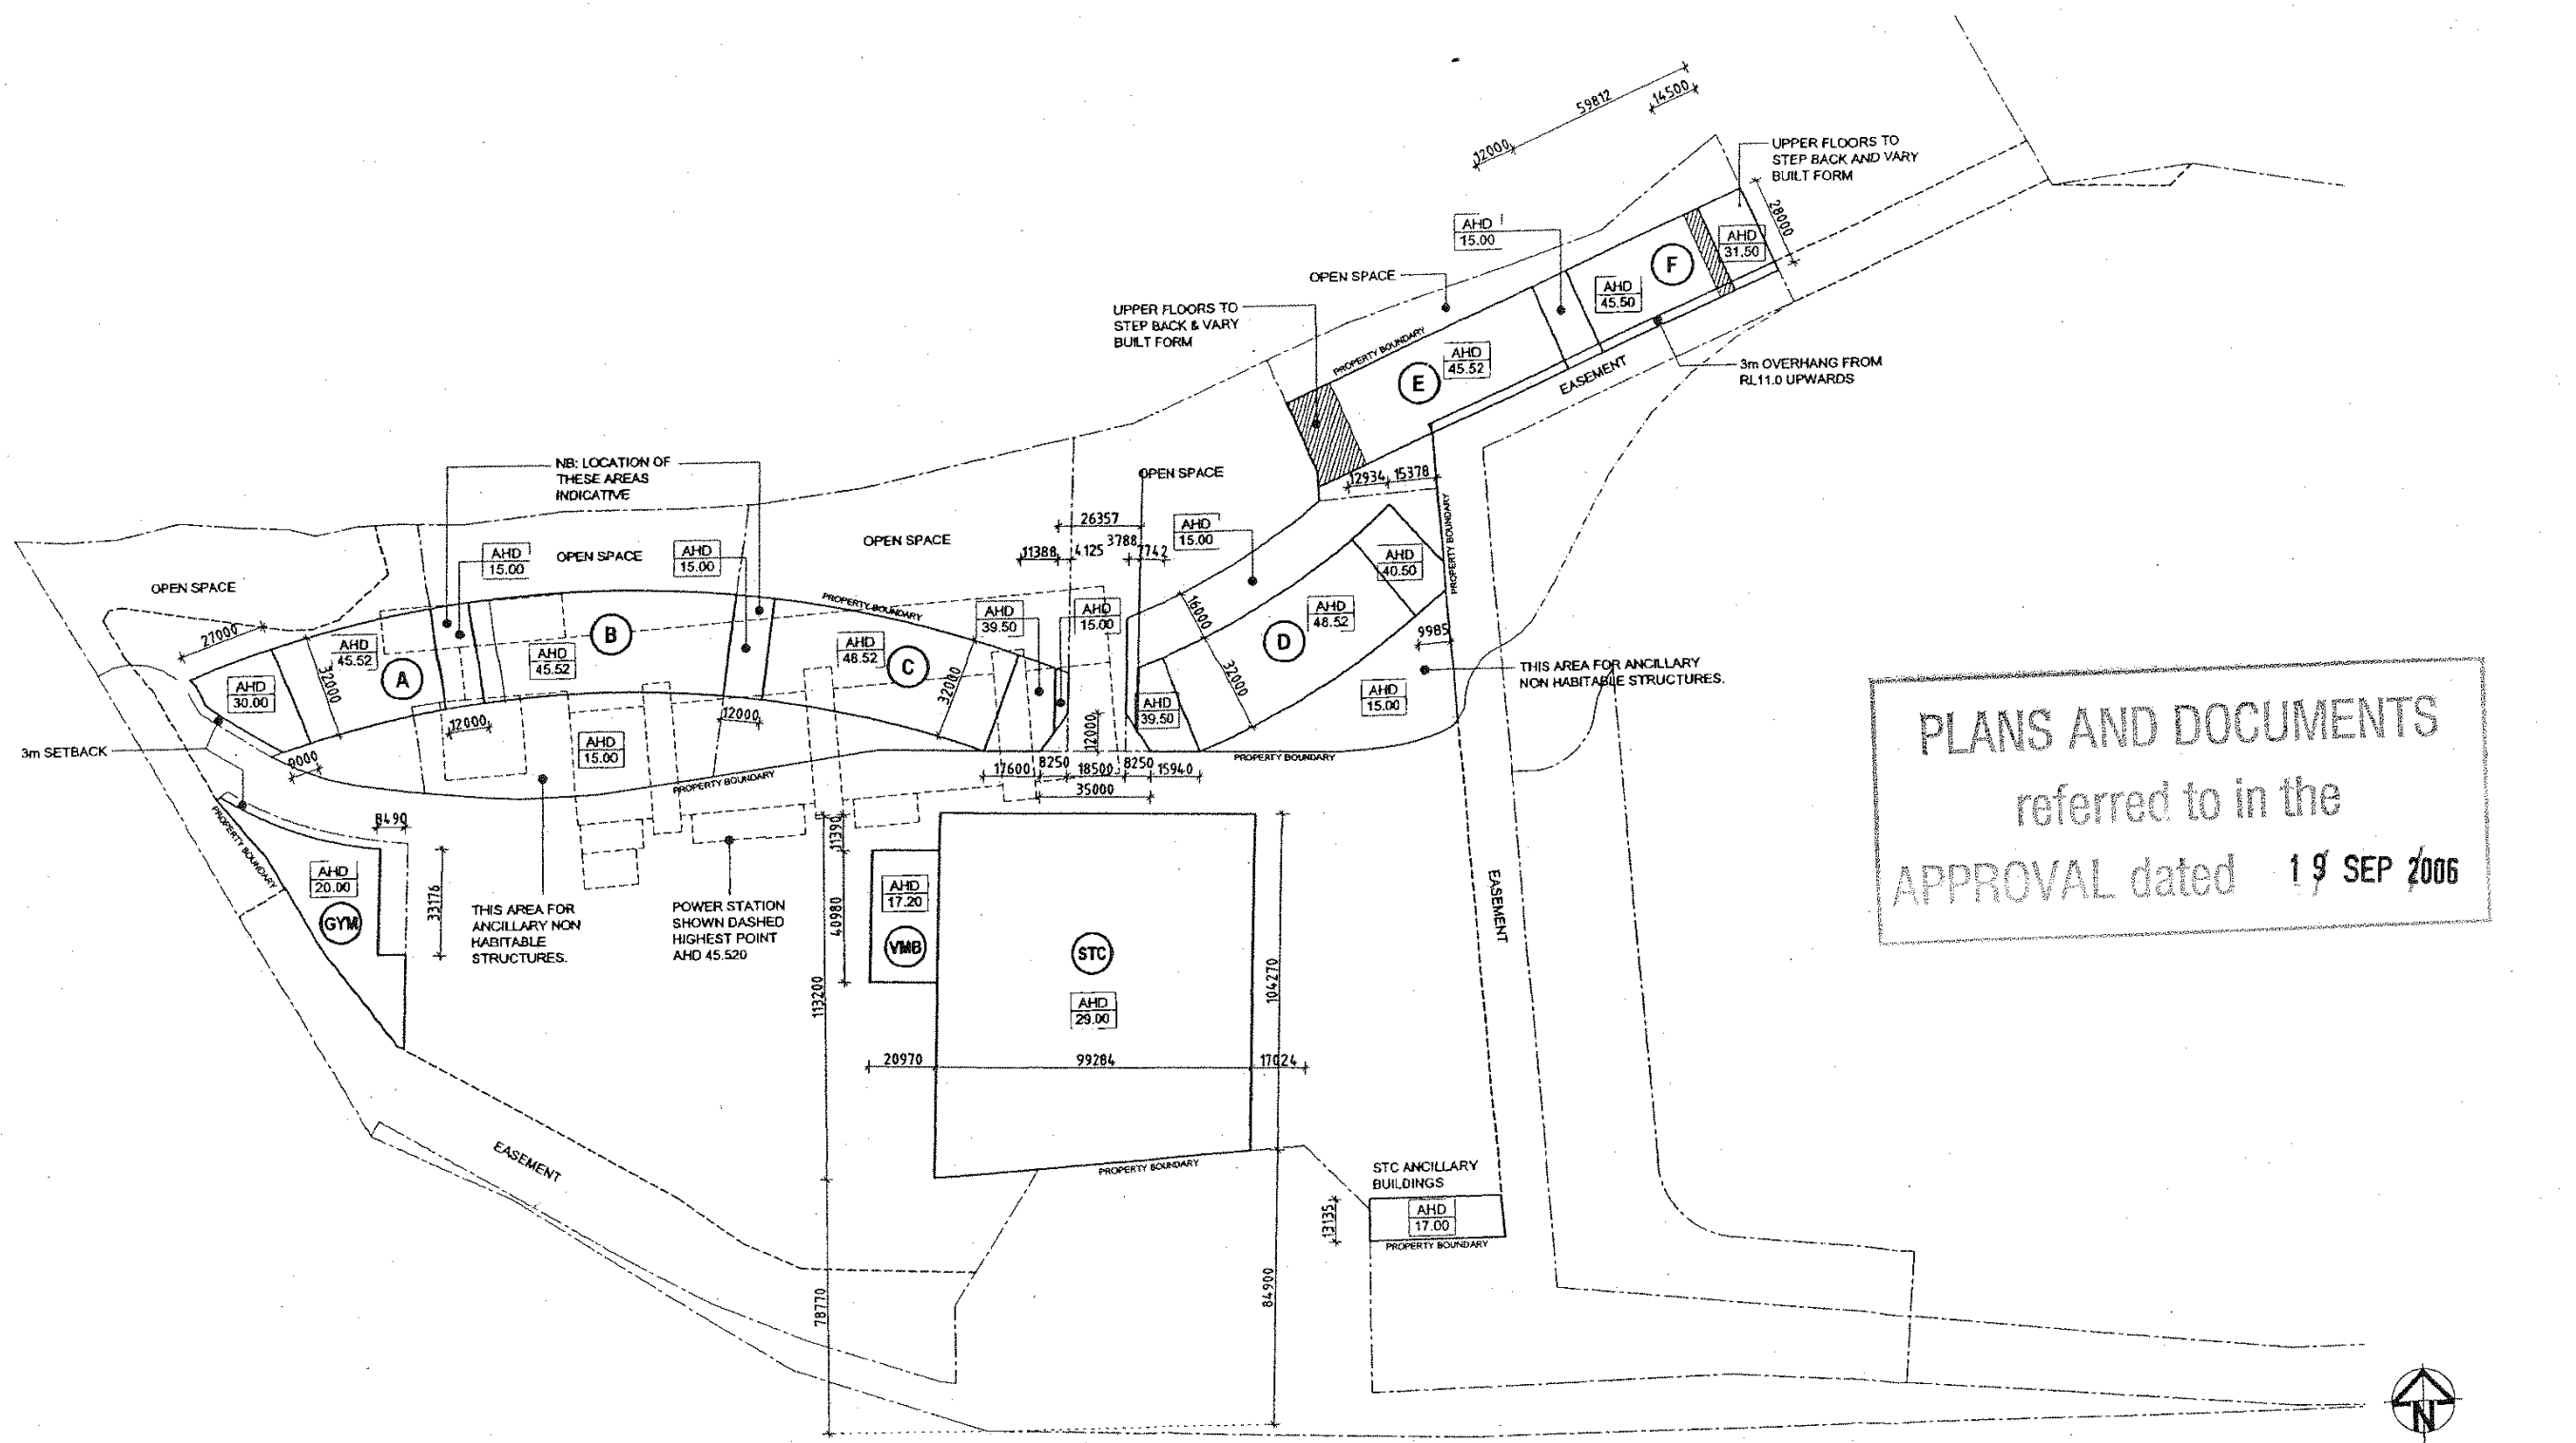 59812
14500
12000
UPPER FLOORS TO
STEP BACK AND VARY
BUILT FORM
28000
AHD
15.00
AHD
31.50
F
OPEN SPACE
AHD
45.50
UPPER FLOORS TO
STEP BACK & VARY
BUILT FORM
PROPERTY BOUNDARY
AHD
45.52
E
EASEMENT
3m OVERHANG FROM
RL11.0 UPWARDS
NB: LOCATION OF
THESE AREAS
INDICATIVE
OPEN SPACE
12934
15378
PROPERTY BOUNDARY
26357
AHD
15.00
OPEN SPACE
11388
4125
3788
7742
AHD
15.00
OPEN SPACE
AHD
15.00
AHD
40.50
PROPERTY BOUNDARY
OPEN SPACE
PROPERTY BOUNDARY
AHD
39.50
AHD
15.00
16000
AHD
48.52
D
9985
27000
AHD
45.52
A
32000
B
AHD
45.52
AHD
48.52
C
32000
32000
THIS AREA FOR ANCILLARY
NON HABITABLE STRUCTURES.
AHD
30.00
AHD
15.00
AHD
39.50
3m SETBACK
9000
12000
12000
12000
AHD
15.00
PROPERTY BOUNDARY
PROPERTY BOUNDARY
17600
8250
18500
8250
15940
35000
PLANS AND DOCUMENTS
referred to in the
APPROVAL dated 19 SEP 2006
PROPERTY BOUNDARY
8490
11390
AHD
20.00
GYM
33176
THIS AREA FOR
ANCILLARY NON
HABITABLE
STRUCTURES.
POWER STATION
SHOWN DASHED
HIGHEST POINT
AHD 45.520
40980
AHD
17.20
VMB
STC
AHD
29.00
EASEMENT
113200
104270
20970
99284
17024
EASEMENT
PROPERTY BOUNDARY
STC ANCILLARY
BUILDINGS
13135
AHD
17.00
PROPERTY BOUNDARY
78770
84900
N